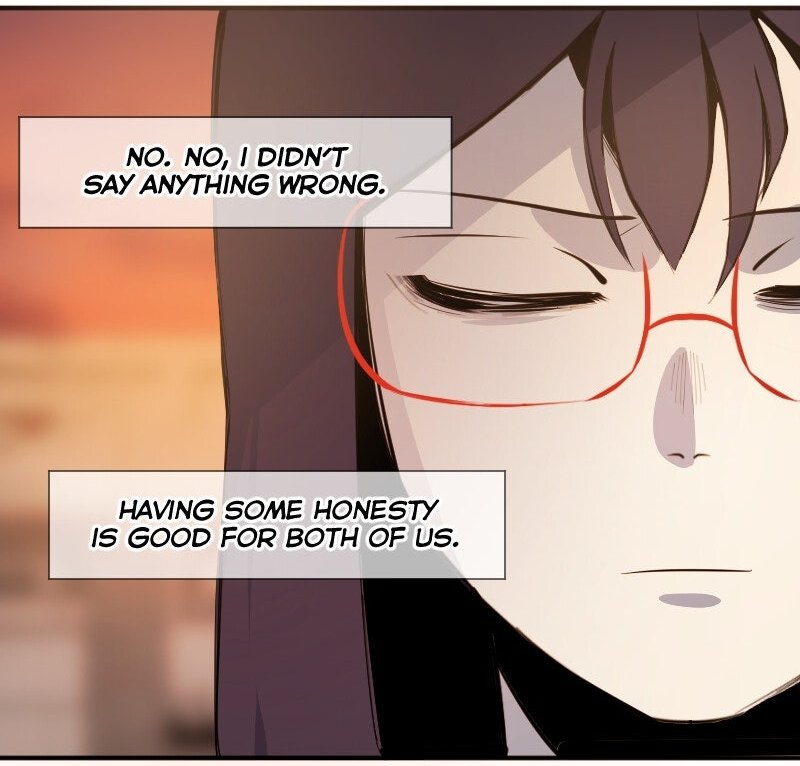 NO. NO, I DIDN'T
SAY ANYTHING WRONG.
HAVING SOME HONESTY
IS GOOD FOR BOTH OF US.